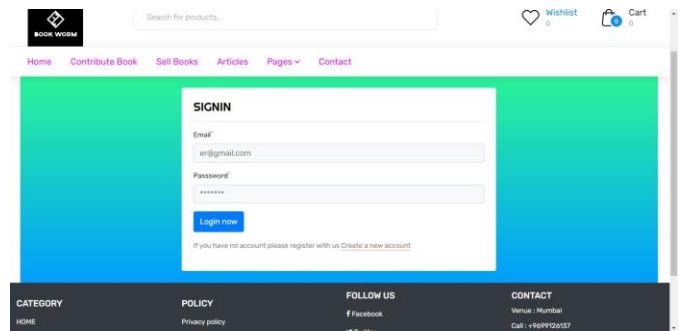 BOOK WORM
Search for products...
Wishlist
0
0
Cart
0
Home Contribute Book Sell Books Articles Pages Contact
SIGNIN
Email*
er@gmail.com
Passsword*
*******
Login now
If you have no account please register with us Create a new account
CATEGORY
HOME
POLICY
Privacy policy
FOLLOW US
Facebook
CONTACT
Venue : Mumbai
Call : +9699126137